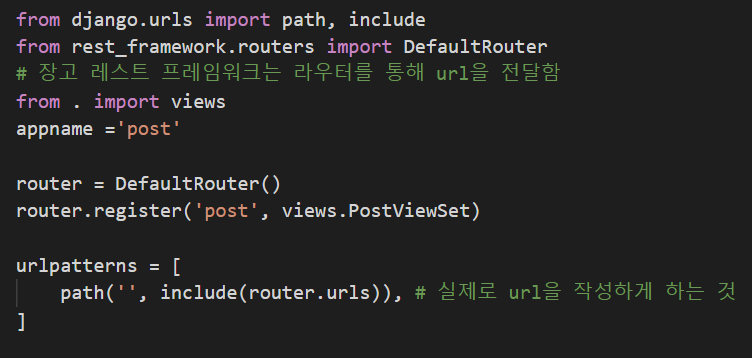 from django.urls import path, include
from rest_framework.routers import DefaultRouter
# 장고 레스트 프레임워크는 라우터를 통해 url을 전달함
from . import views
appname ='post'
router = DefaultRouter()
router.register('post', views.PostViewSet)
urlpatterns = [
    path('', include(router.urls)), # 실제로 url을 작성하게 하는 것
]